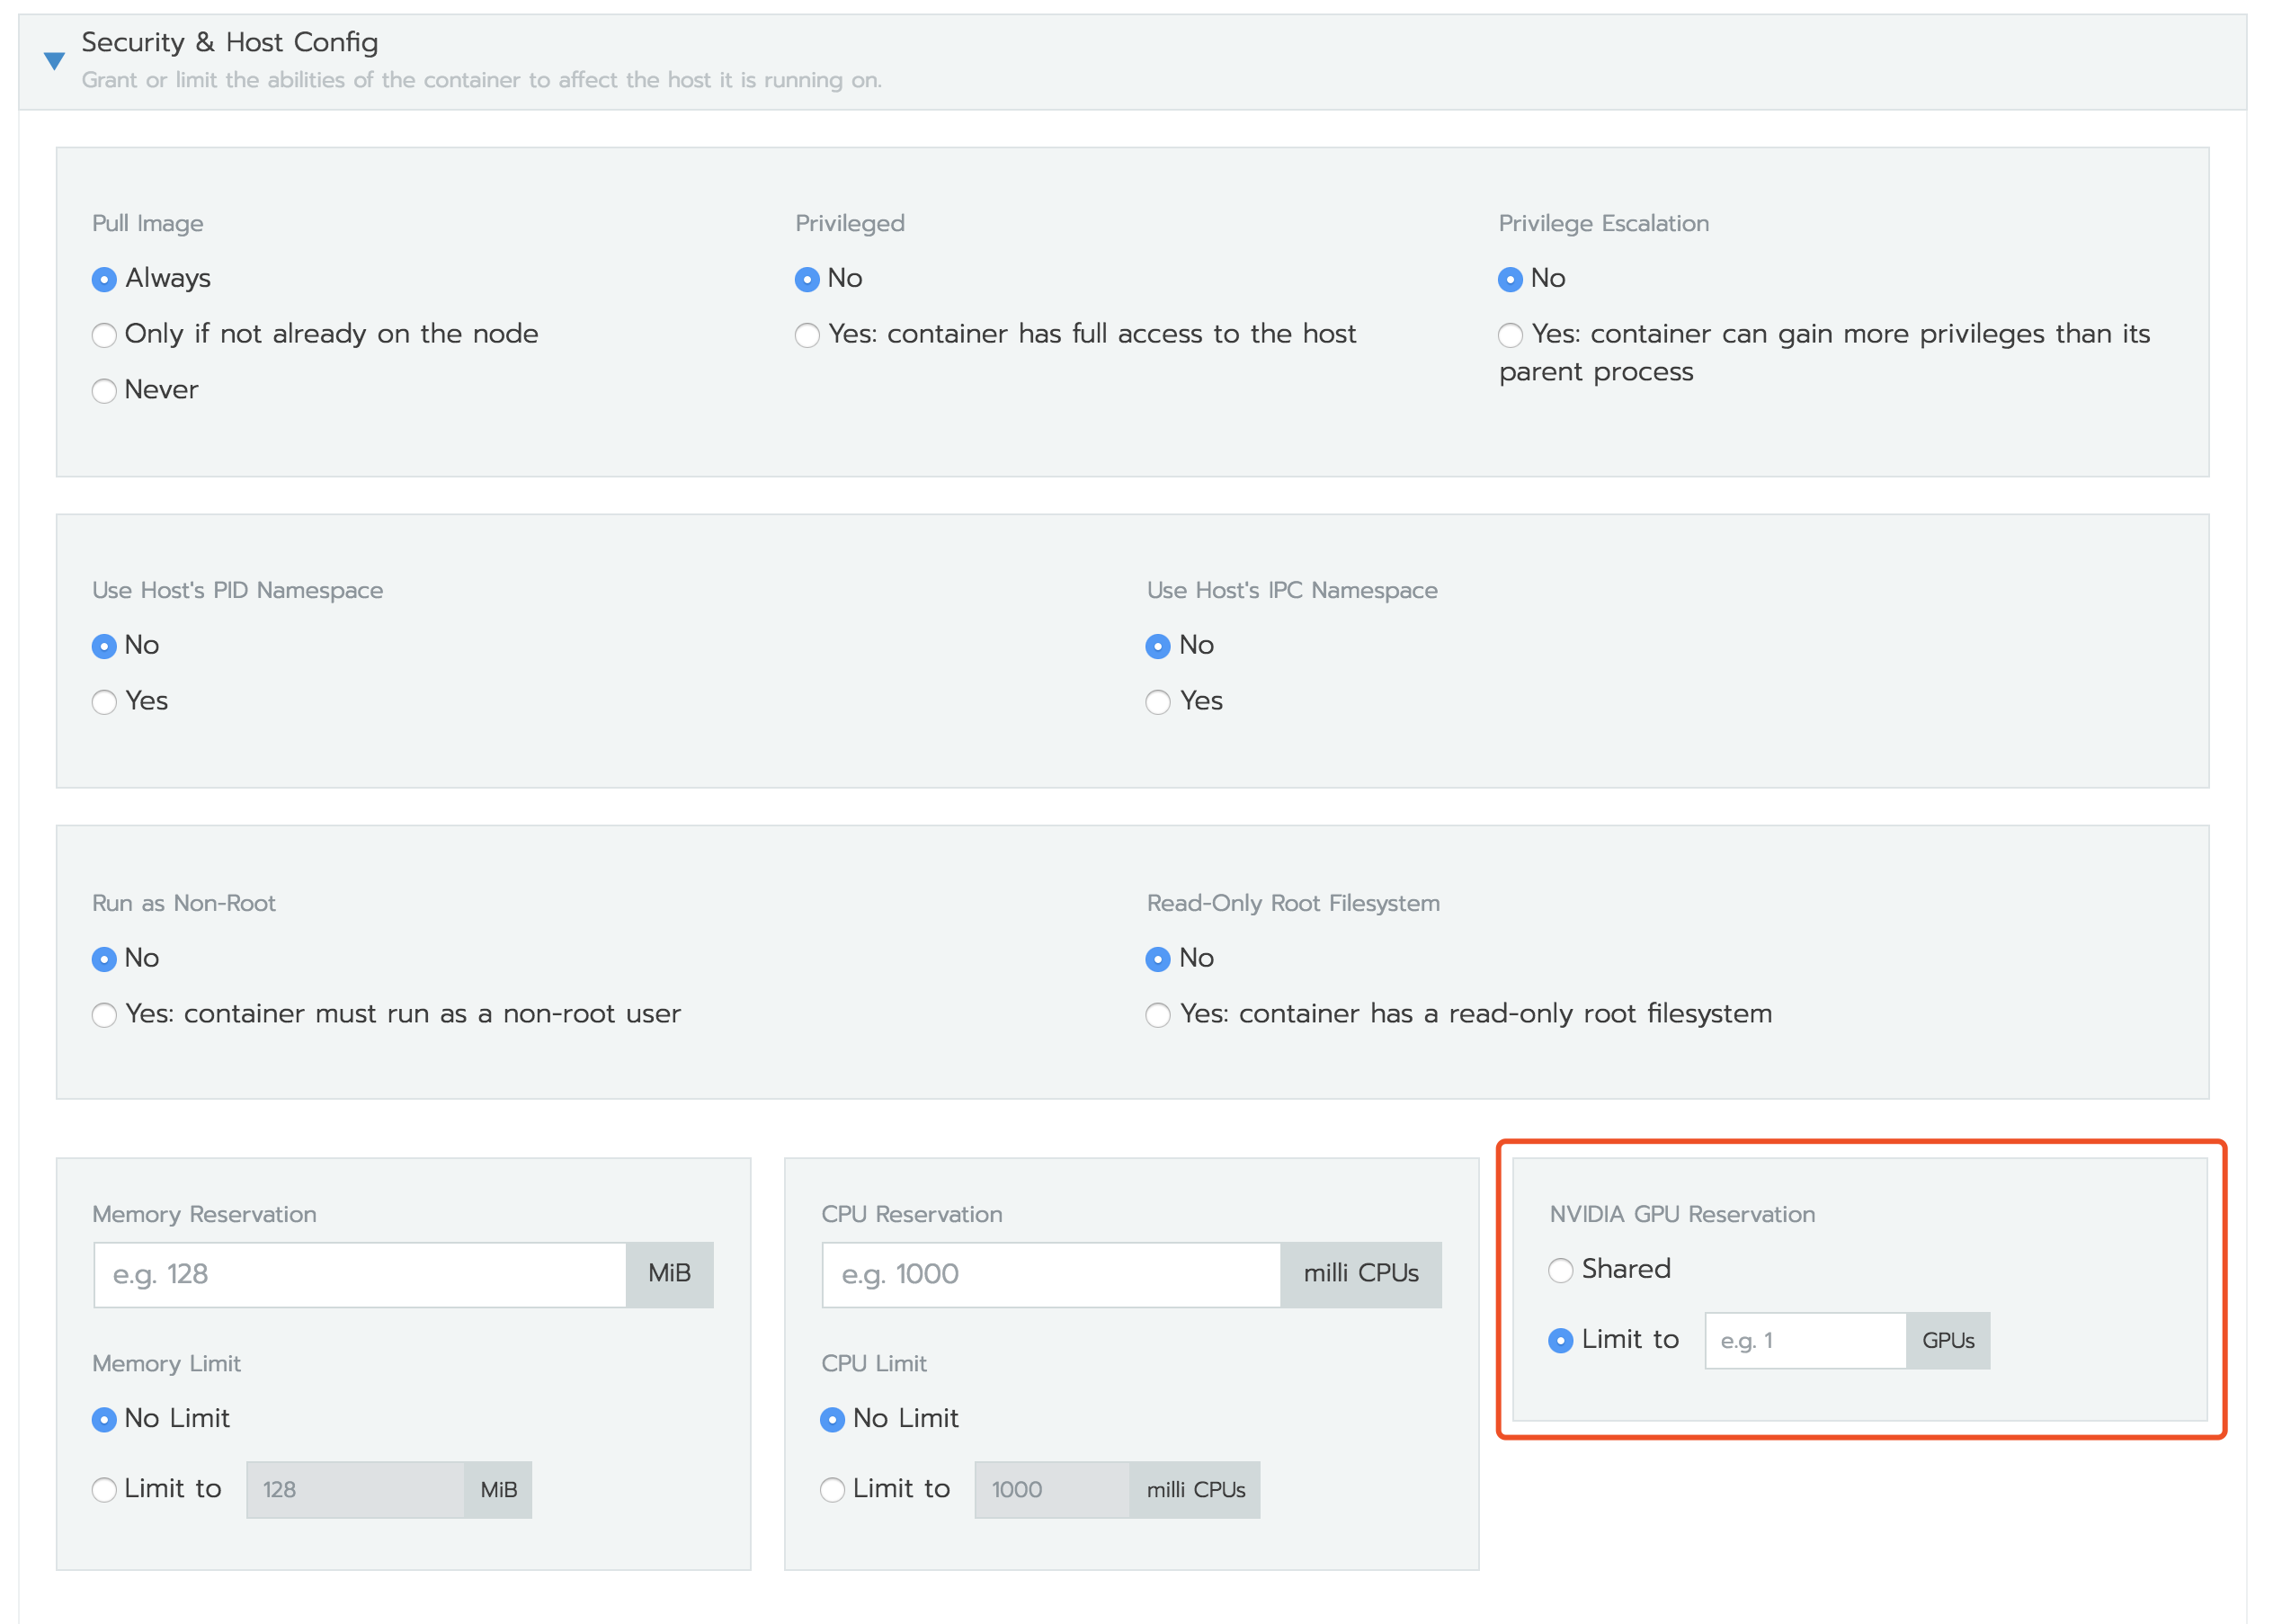 Security & Host Config
Grant or limit the abilities of the container to affect the host it is running on.
Pull Image
Always
Only if not already on the node
Never
Privileged
No
Yes: container has full access to the host
Privilege Escalation
No
Yes: container can gain more privileges than its
parent process
Use Host's PID Namespace
No
Yes
Use Host's IPC Namespace
No
Yes
Run as Non-Root
No
Yes: container must run as a non-root user
Read-Only Root Filesystem
No
Yes: container has a read-only root filesystem
Memory Reservation
e.g. 128 MiB
Memory Limit
No Limit
Limit to 128 MiB
CPU Reservation
e.g. 1000 milli CPUs
CPU Limit
No Limit
Limit to 1000 milli CPUs
NVIDIA GPU Reservation
Shared
Limit to e.g. 1 GPUs